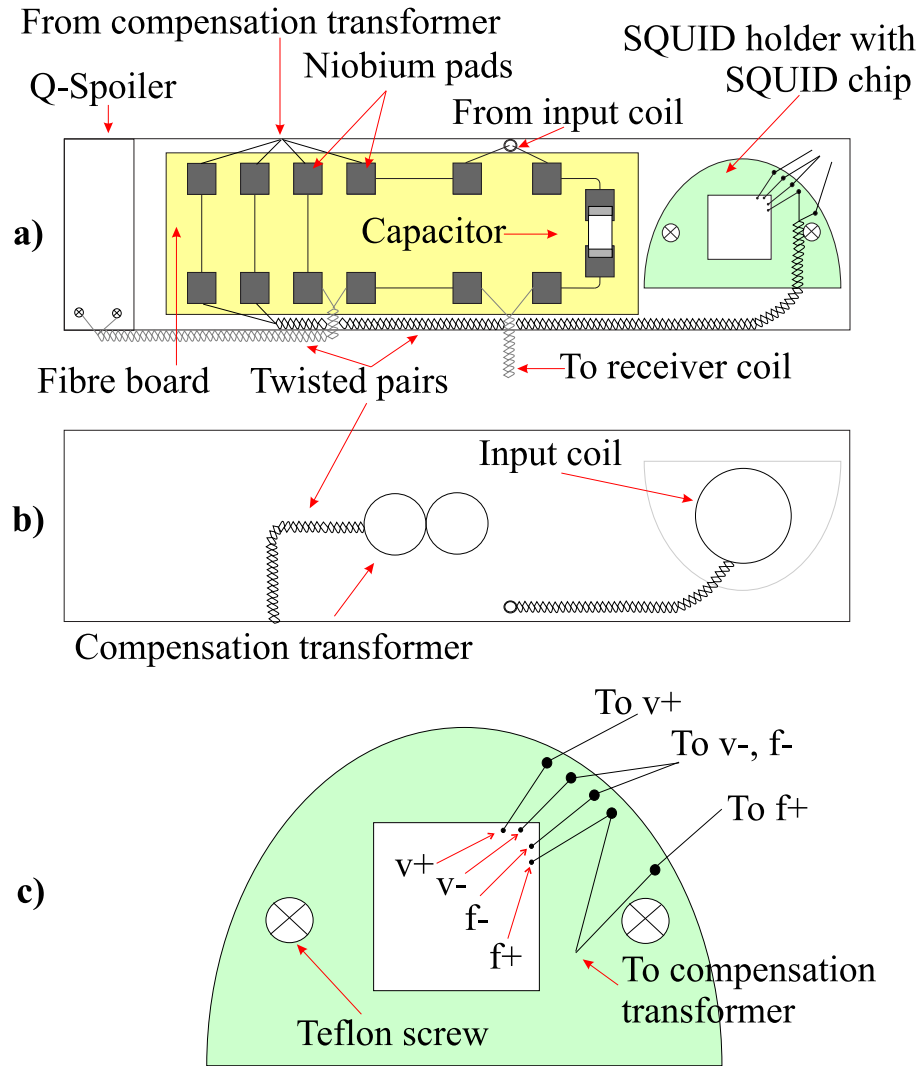 From compensation transformer
Niobium pads
Q-Spoiler
From input coil
SQUID holder with
SQUID chip
a)
Capacitor
Fibre board
Twisted pairs
To receiver coil
b)
Input coil
Compensation transformer
c)
To v+
To v-, f-
To f+
v+
v-
f-
f+
To compensation
transformer
Teflon screw